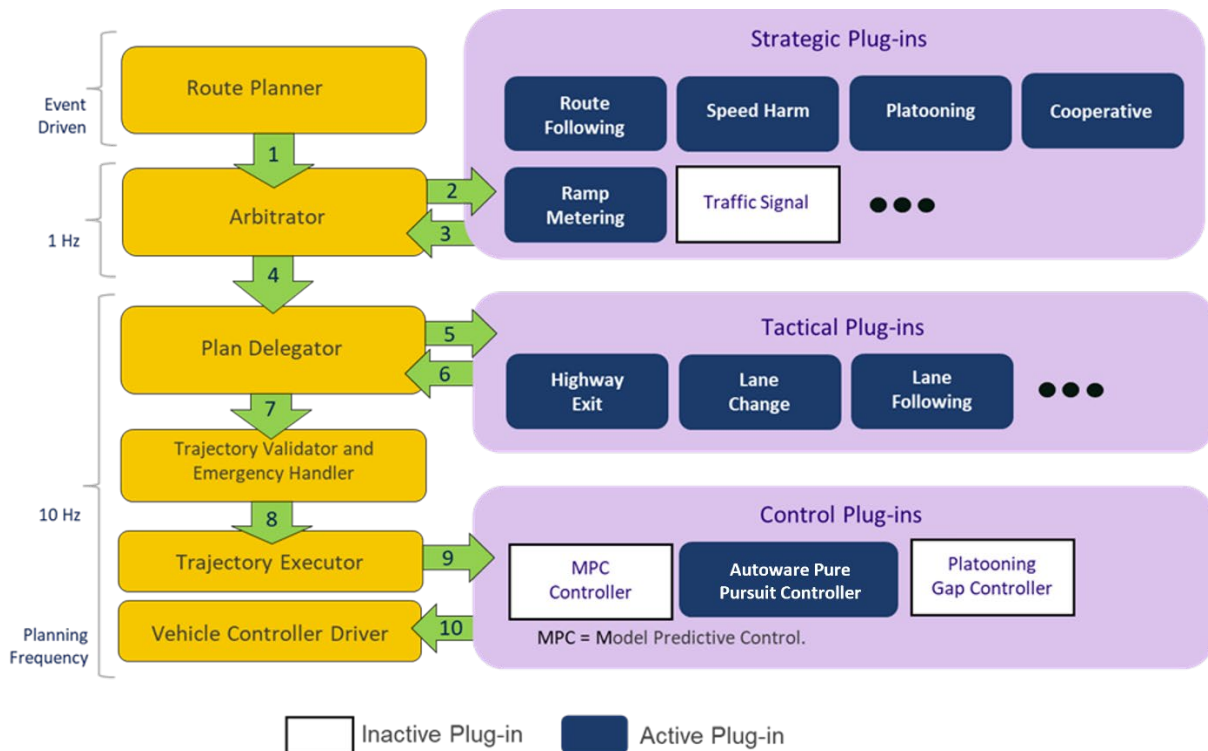 Strategic Plug-ins
Route Planner
Event
Driven
Route
Following
Speed Harm
Platooning
Cooperative
1
Arbitrator
2
3
1 Hz
Ramp
Metering
Traffic Signal
4
Tactical Plug-ins
Plan Delegator
5
6
Highway
Exit
Lane
Change
Lane
Following
7
Trajectory Validator and
Emergency Handler
10 Hz
8
Control Plug-ins
Trajectory Executor
9
MPC
Controller
Autoware Pure
Pursuit Controller
Platooning
Gap Controller
Vehicle Controller Driver
10
MPC = Model Predictive Control.
Planning
Frequency
Inactive Plug-in
Active Plug-in